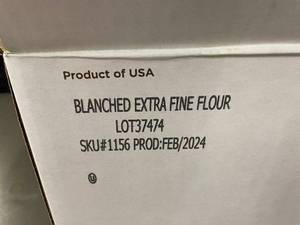 Product of USA
BLANCHED EXTRA FINE FLOUR
LOT37474
SKU#1156 PROD:FEB/2024